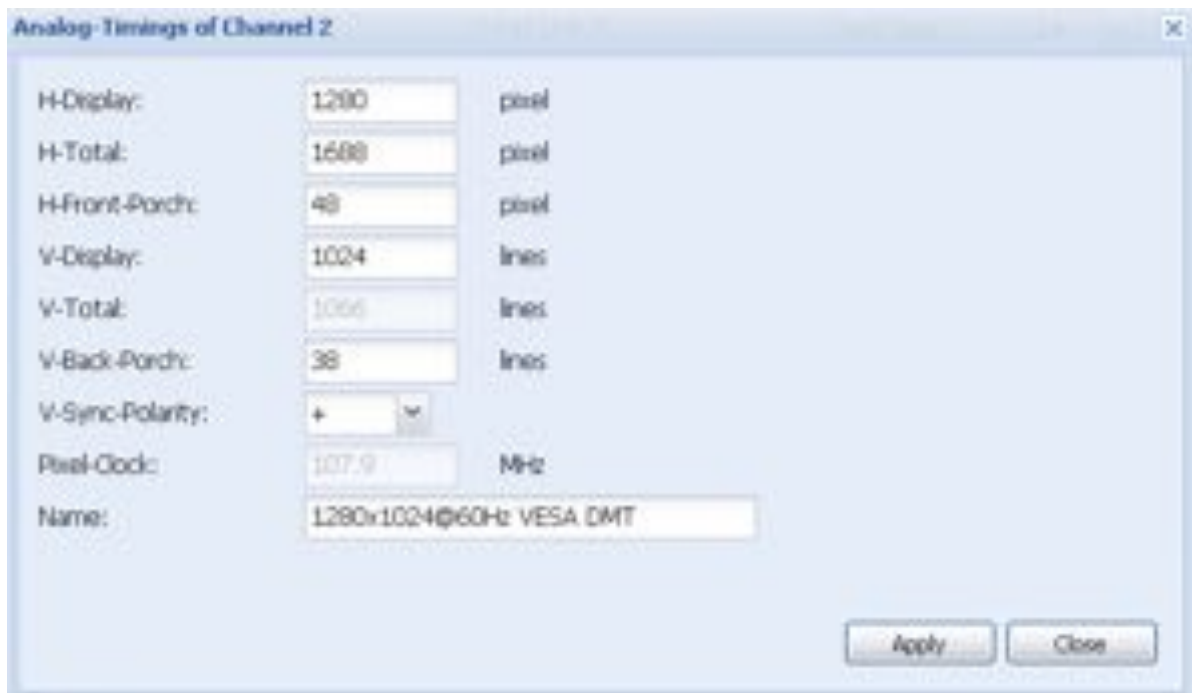 Analog-Timings of Channel 2
H-Display: 1280 pixel
H-Total: 1688 pixel
H-Front-Porch: 48 pixel
V-Display: 1024 lines
V-Total: 1066 lines
V-Back-Porch: 38 lines
V-Sync-Polarity: +
Pixel-Clock: 107.9 MHz
Name: 1280x1024@60Hz VESA DMT
Apply Close